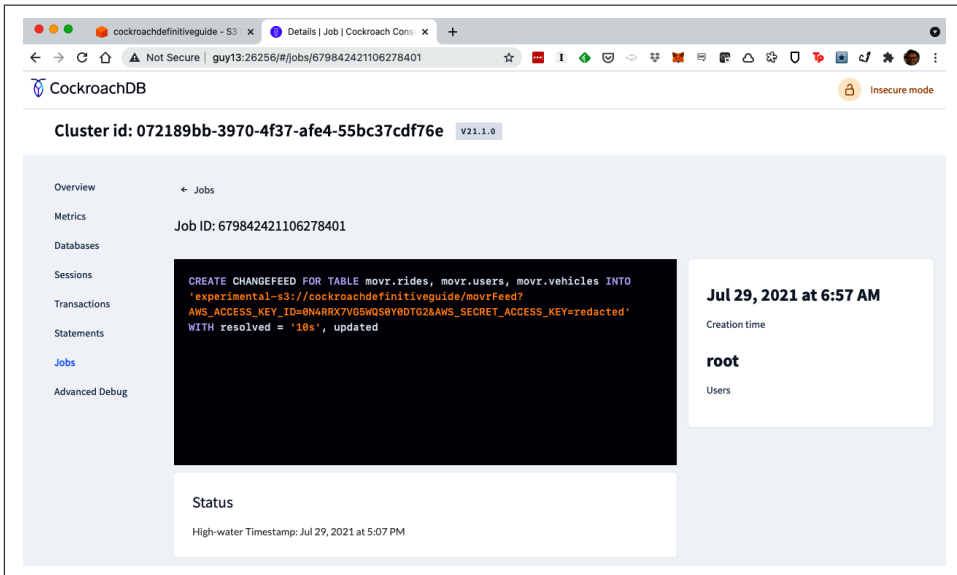 cockroachdefinitiveguide - S3
Details | Job | Cockroach Cons
Not Secure | guy13:26256/#/jobs/679842421106278401
CockroachDB
Insecure mode
Cluster id: 072189bb-3970-4f37-afe4-55bc37cdf76e
V21.1.0
Overview
Metrics
Databases
Sessions
Transactions
Statements
Jobs
Advanced Debug
← Jobs
Job ID: 679842421106278401
CREATE CHANGEFEED FOR TABLE movr.rides, movr.users, movr.vehicles INTO
'experimental-s3://cockroachdefinitiveguide/movrFeed?
AWS_ACCESS_KEY_ID=0N4RRX7VG5WQS0Y0DTG2&AWS_SECRET_ACCESS_KEY=redacted'
WITH resolved = '10s', updated
Jul 29, 2021 at 6:57 AM
Creation time
root
Users
Status
High-water Timestamp: Jul 29, 2021 at 5:07 PM